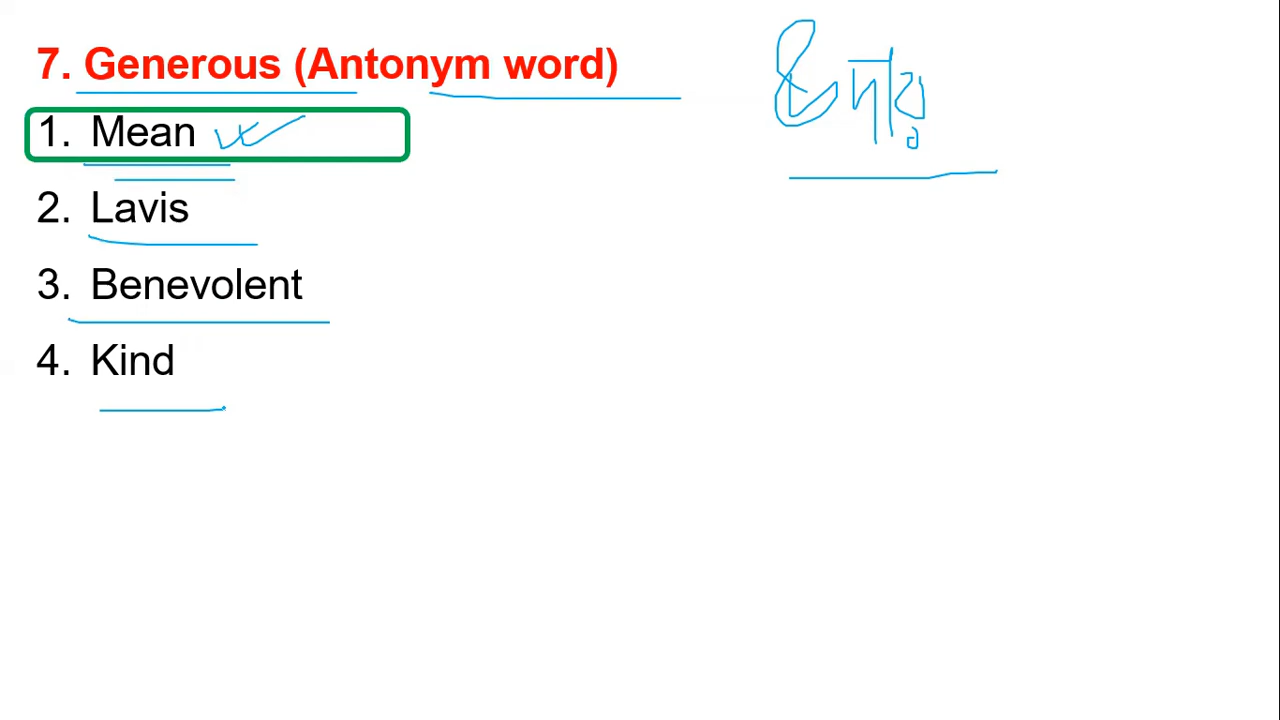 7. Generous (Antonym word)
উদার
1. Mean
2. Lavis
3. Benevolent
4. Kind